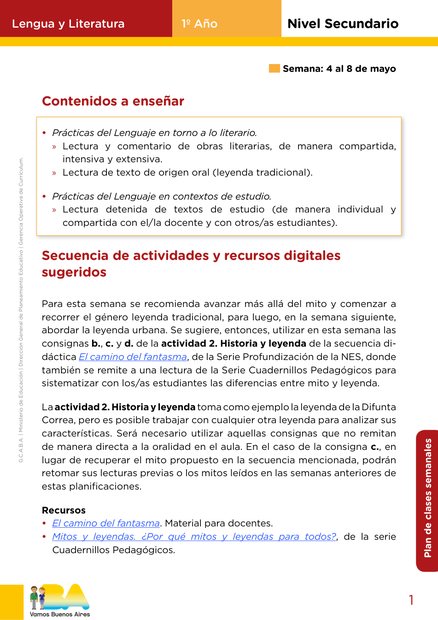 Lengua y Literatura
1º Año
Nivel Secundario
Semana: 4 al 8 de mayo
Contenidos a enseñar
• Prácticas del Lenguaje en torno a lo literario.
» Lectura y comentario de obras literarias, de manera compartida,
intensiva y extensiva.
» Lectura de texto de origen oral (leyenda tradicional).
• Prácticas del Lenguaje en contextos de estudio.
» Lectura detenida de textos de estudio (de manera individual y
compartida con el/la docente y con otros/as estudiantes).
Secuencia de actividades y recursos digitales
sugeridos
Para esta semana se recomienda avanzar más allá del mito y comenzar a
recorrer el género leyenda tradicional, para luego, en la semana siguiente,
abordar la leyenda urbana. Se sugiere, entonces, utilizar en esta semana las
consignas b., c. y d. de la actividad 2. Historia y leyenda de la secuencia di-
dáctica El camino del fantasma, de la Serie Profundización de la NES, donde
también se remite a una lectura de la Serie Cuadernillos Pedagógicos para
sistematizar con los/as estudiantes las diferencias entre mito y leyenda.
La actividad 2. Historia y leyenda toma como ejemplo la leyenda de la Difunta
Correa, pero es posible trabajar con cualquier otra leyenda para analizar sus
características. Será necesario utilizar aquellas consignas que no remitan
de manera directa a la oralidad en el aula. En el caso de la consigna c., en
lugar de recuperar el mito propuesto en la secuencia mencionada, podrán
retomar sus lecturas previas o los mitos leídos en las semanas anteriores de
estas planificaciones.
Recursos
• El camino del fantasma. Material para docentes.
• Mitos y leyendas. ¿Por qué mitos y leyendas para todos?, de la serie
Cuadernillos Pedagógicos.
G.C.A.B.A. | Ministerio de Educación | Dirección General de Planeamiento Educativo | Gerencia Operativa de Currículum.
Plan de clases semanales
BA
Vamos Buenos Aires
1